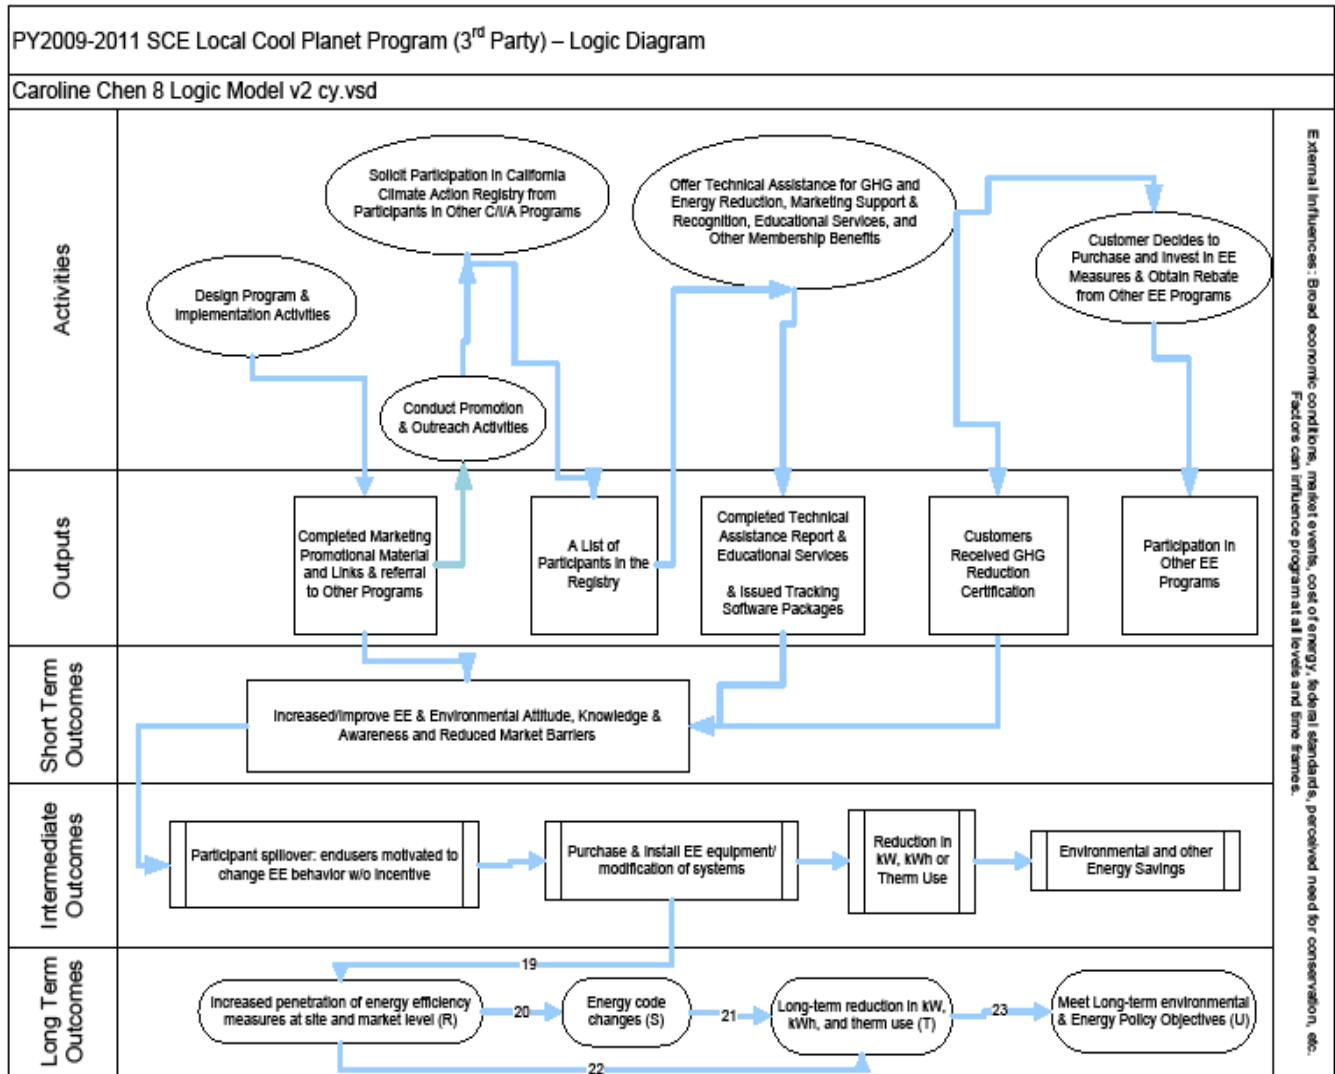 PY2009-2011 SCE Local Cool Planet Program (3rd Party) – Logic Diagram
Caroline Chen 8 Logic Model v2 cy.vsd
Activities
Solicit Participation in California
Climate Action Registry from
Participants in Other C/I/A Programs
Offer Technical Assistance for GHG and
Energy Reduction, Marketing Support &
Recognition, Educational Services, and
Other Membership Benefits
Customer Decides to
Purchase and Invest in EE
Measures & Obtain Rebate
from Other EE Programs
Design Program &
Implementation Activities
Conduct Promotion
& Outreach Activities
Outputs
Completed Marketing
Promotional Material
and Links & referral
to Other Programs
A List of
Participants in the
Registry
Completed Technical
Assistance Report &
Educational Services
& Issued Tracking
Software Packages
Customers
Received GHG
Reduction
Certification
Participation in
Other EE
Programs
Short Term
Outcomes
Increased/Improve EE & Environmental Attitude, Knowledge &
Awareness and Reduced Market Barriers
Intermediate
Outcomes
Participant spillover: endusers motivated to
change EE behavior w/o incentive
Purchase & Install EE equipment/
modification of systems
Reduction in
kW, kWh or
Therm Use
Environmental and other
Energy Savings
Long Term
Outcomes
19
Increased penetration of energy efficiency
measures at site and market level (R)
20
Energy code
changes (S)
21
Long-term reduction in kW,
kWh, and therm use (T)
23
Meet Long-term environmental
& Energy Policy Objectives (U)
22
External Influences: Broad economic conditions, market events, cost of energy, federal standards, perceived need for conservation, etc.
Factors can influence program at all levels and time frames.